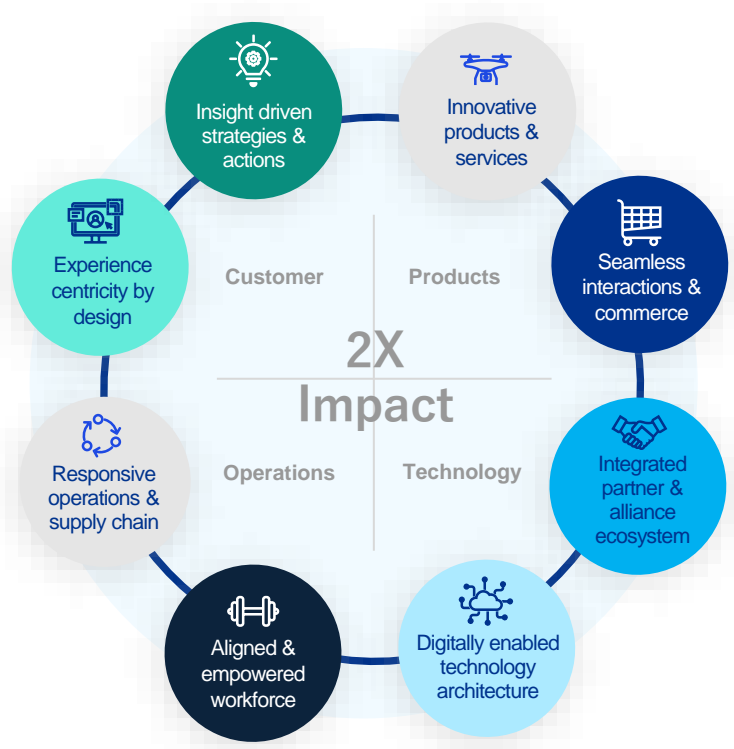 Insight driven
strategies &
actions
Innovative
products &
services
Seamless
interactions &
commerce
Integrated
partner &
alliance
ecosystem
Digitally enabled
technology
architecture
Aligned &
empowered
workforce
Responsive
operations &
supply chain
Experience
centricity by
design
Customer
Products
2X
Impact
Operations
Technology